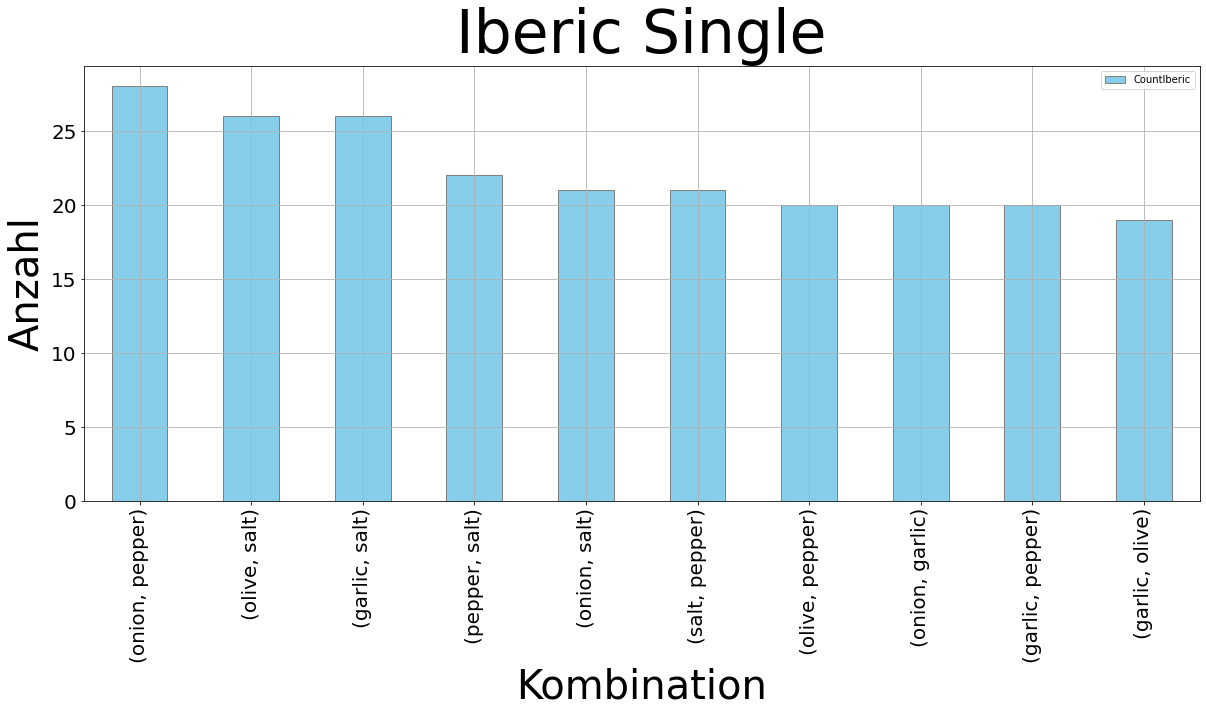 Iberic Single
CountIberic
Anzahl
25
20
15
10
5
0
(onion, pepper)
(olive, salt)
(garlic, salt)
(pepper, salt)
(onion, salt)
(salt, pepper)
(olive, pepper)
(onion, garlic)
(garlic, pepper)
(garlic, olive)
Kombination